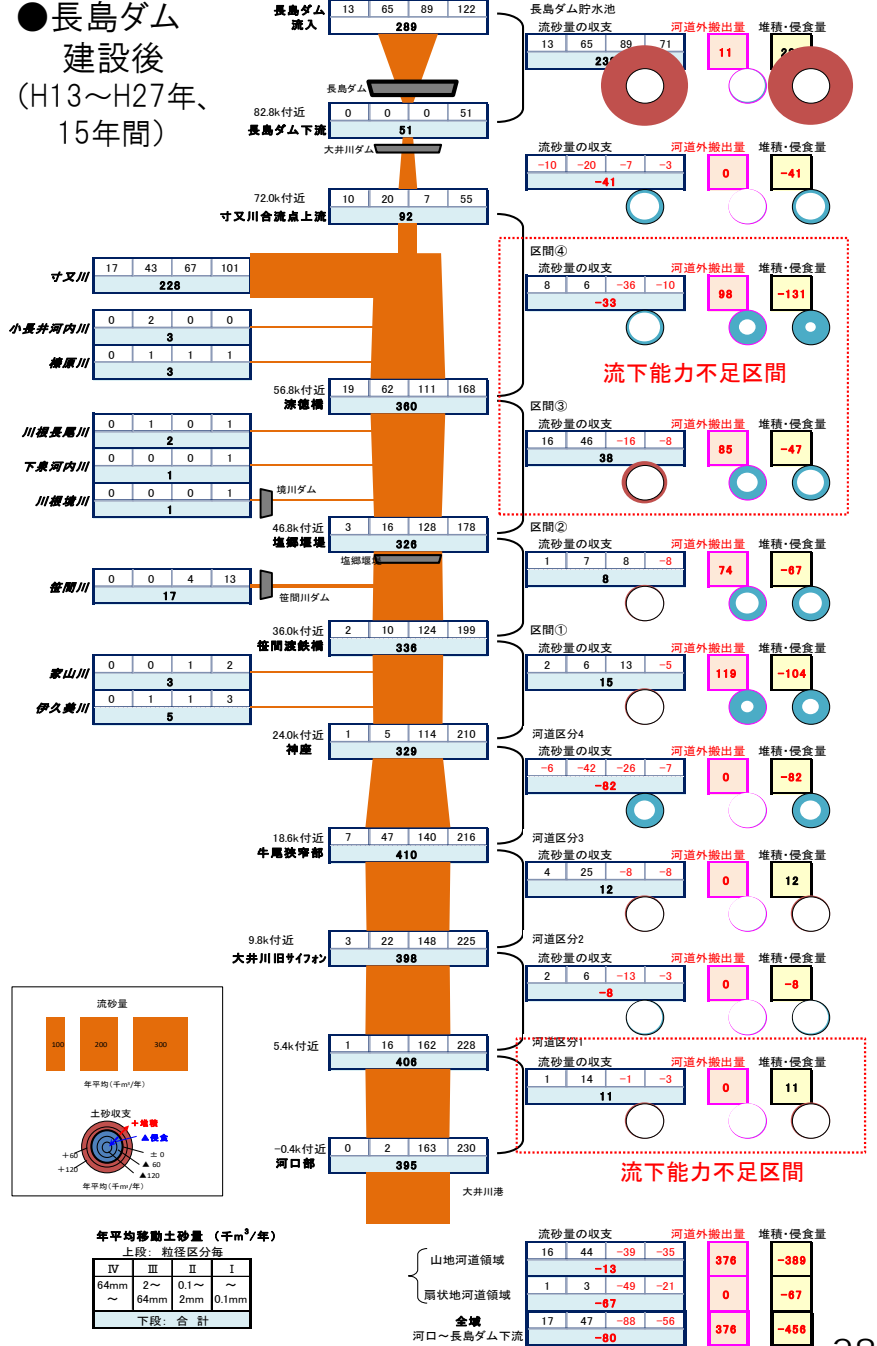 ●長島ダム
建設後
(H13～H27年、
15年間)
長島ダム
流入
13 65 89 122
289
長島ダム
82.8k付近
長島ダム下流
0 0 0 51
51
大井川ダム
72.0k付近
寸又川合流点上流
10 20 7 55
92
寸又川
17 43 67 101
228
小長井河内川
0 2 0 0
3
榛原川
0 1 1 1
3
56.8k付近
19 62 111 168
360
川根長尾川
0 1 0 1
2
下泉河内川
0 0 0 1
1
川根境川
0 0 0 1
1
境川ダム
46.8k付近
塩郷堰堤
3 16 128 178
326
塩郷堰堤
笹間川
0 0 4 13
17
笹間川ダム
36.0k付近
笹間渡鉄橋
2 10 124 199
336
家山川
0 0 1 2
3
伊久美川
0 1 1 3
5
24.0k付近
神座
1 5 114 210
329
18.6k付近
牛尾狭窄部
7 47 140 216
410
9.8k付近
大井川旧サイフォン
3 22 148 225
398
5.4k付近
1 16 162 228
406
-0.4k付近
河口部
0 2 163 230
395
大井川港
長島ダム貯水池
流砂量の収支 河道外搬出量 堆積・侵食量
13 65 89 71
11
流砂量の収支 河道外搬出量 堆積・侵食量
-10 -20 -7 -3
-41
0
-41
区間④
流砂量の収支 河道外搬出量 堆積・侵食量
8 6 -36 -10
-33
98
-131
流下能力不足区間
区間③
流砂量の収支 河道外搬出量 堆積・侵食量
16 46 -16 -8
38
85
-47
区間②
流砂量の収支 河道外搬出量 堆積・侵食量
1 7 8 -8
8
74
-67
区間①
流砂量の収支 河道外搬出量 堆積・侵食量
2 6 13 -5
15
119
-104
河道区分4
流砂量の収支 河道外搬出量 堆積・侵食量
-6 -42 -26 -7
-82
0
-82
河道区分3
流砂量の収支 河道外搬出量 堆積・侵食量
4 25 -8 -8
12
0
12
河道区分2
流砂量の収支 河道外搬出量 堆積・侵食量
2 6 -13 -3
-8
0
-8
河道区分1
流砂量の収支 河道外搬出量 堆積・侵食量
1 14 -1 -3
11
0
11
流下能力不足区間
流砂量
100 200 300
年平均(千m³/年)
土砂収支
＋堆積
▲侵食
＋60
＋120
±0
▲60
▲120
年平均(千m³/年)
年平均移動土砂量 (千m³/年)
上段: 粒径区分毎
Ⅳ Ⅲ Ⅱ Ⅰ
64mm～ 2～64mm 0.1～2mm ～0.1mm
下段: 合 計
流砂量の収支 河道外搬出量 堆積・侵食量
山地河道領域
16 44 -39 -35
-13
376
-389
扇状地河道領域
1 3 -49 -21
-67
0
-67
全域
河口～長島ダム下流
17 47 -88 -56
-80
376
-456